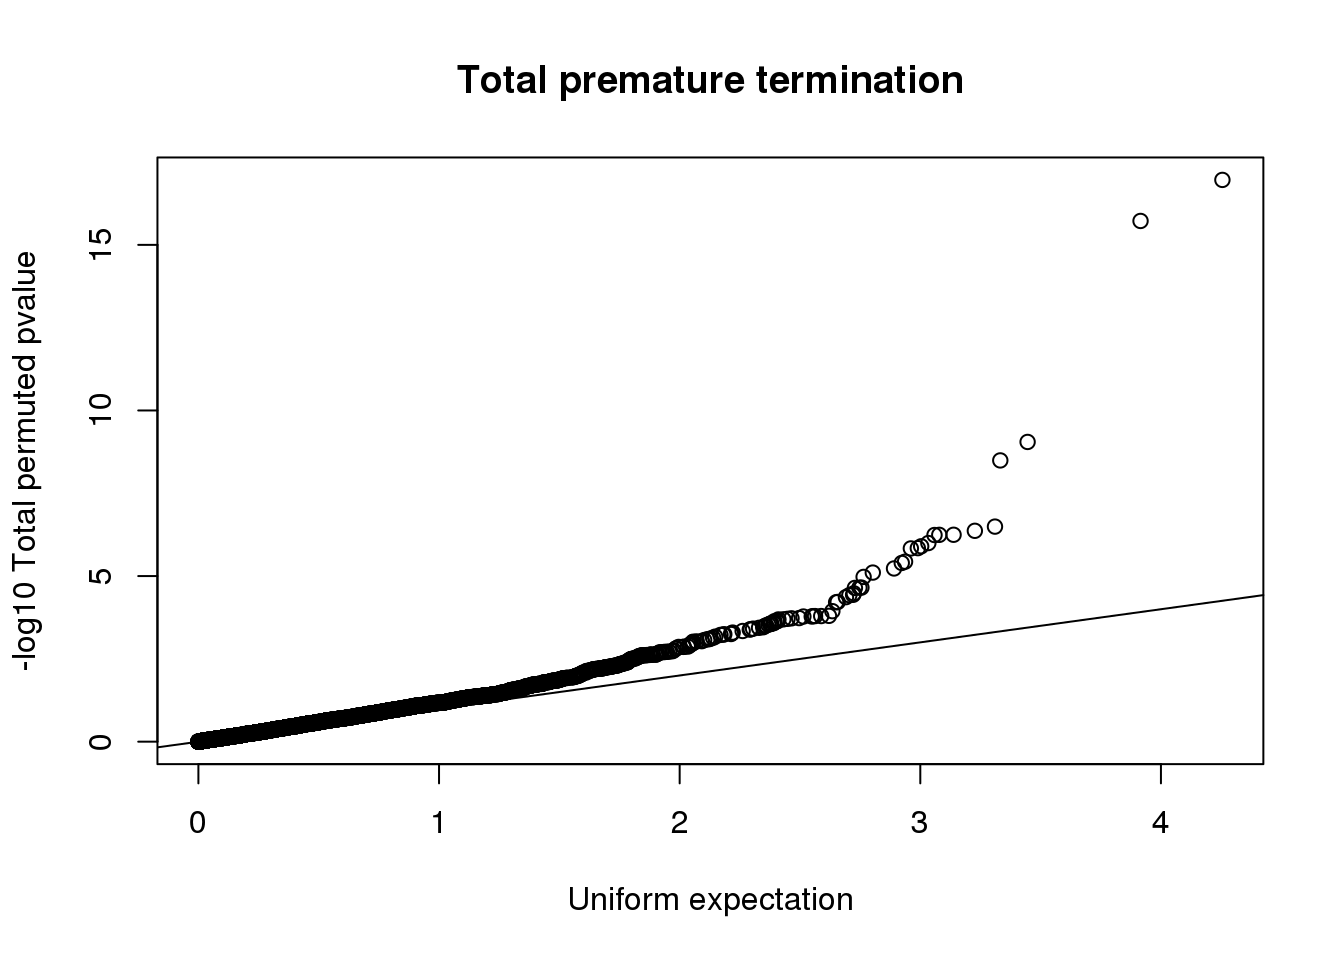 Total premature termination
-log10 Total permuted pvalue
15
10
5
0
0 1 2 3 4
Uniform expectation